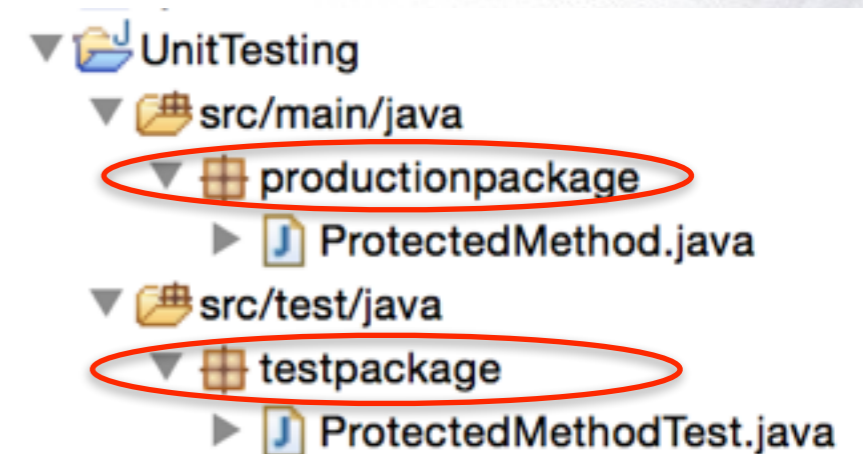 UnitTesting
src/main/java
productionpackage
ProtectedMethod.java
src/test/java
testpackage
ProtectedMethodTest.java